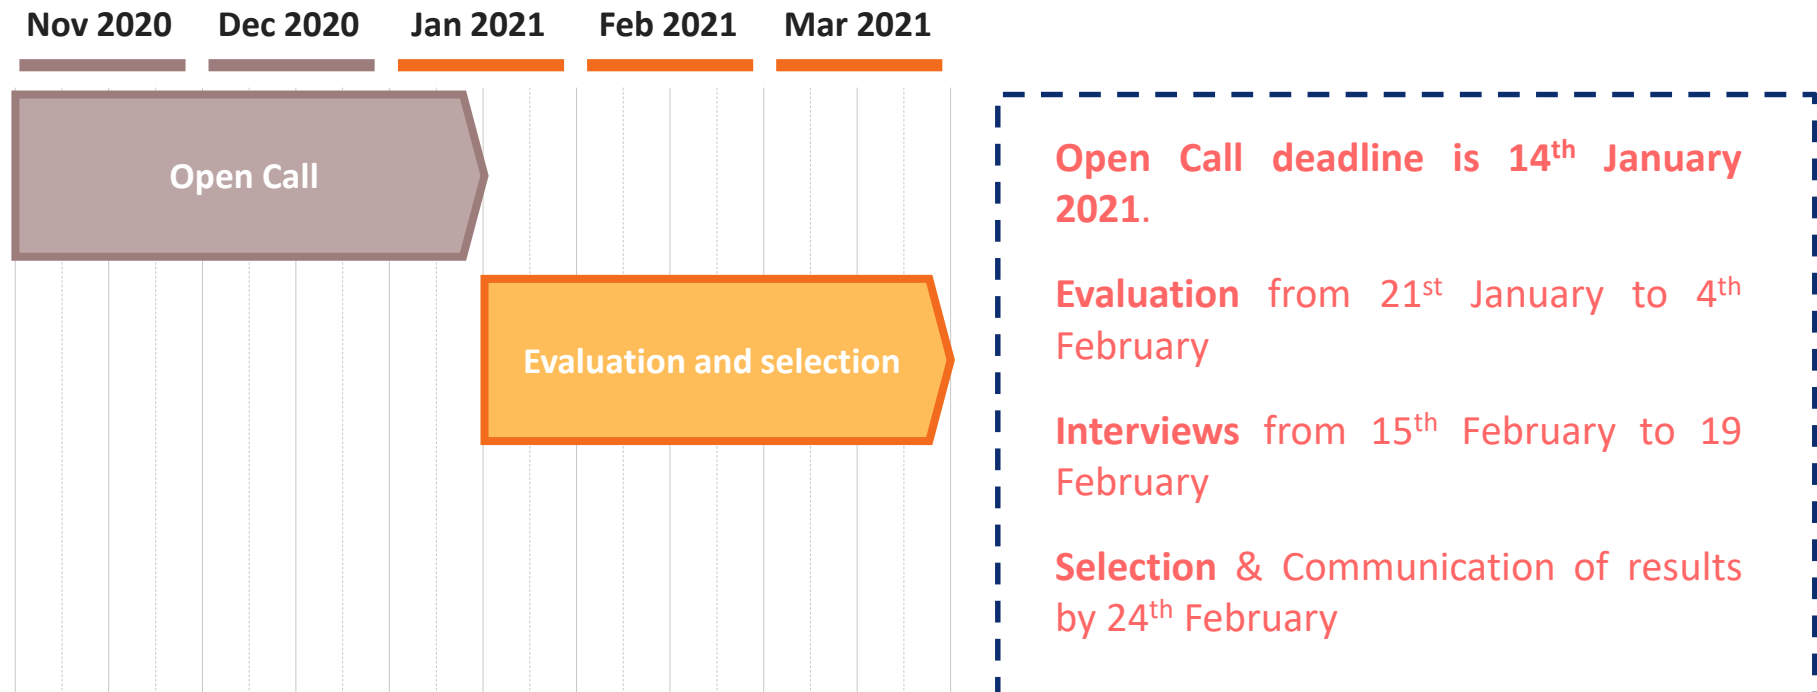 Nov 2020 Dec 2020 Jan 2021 Feb 2021 Mar 2021
Open Call
Evaluation and selection
Open Call deadline is 14th January
2021.
Evaluation from 21st January to 4th
February
Interviews from 15th February to 19
February
Selection & Communication of results
by 24th February